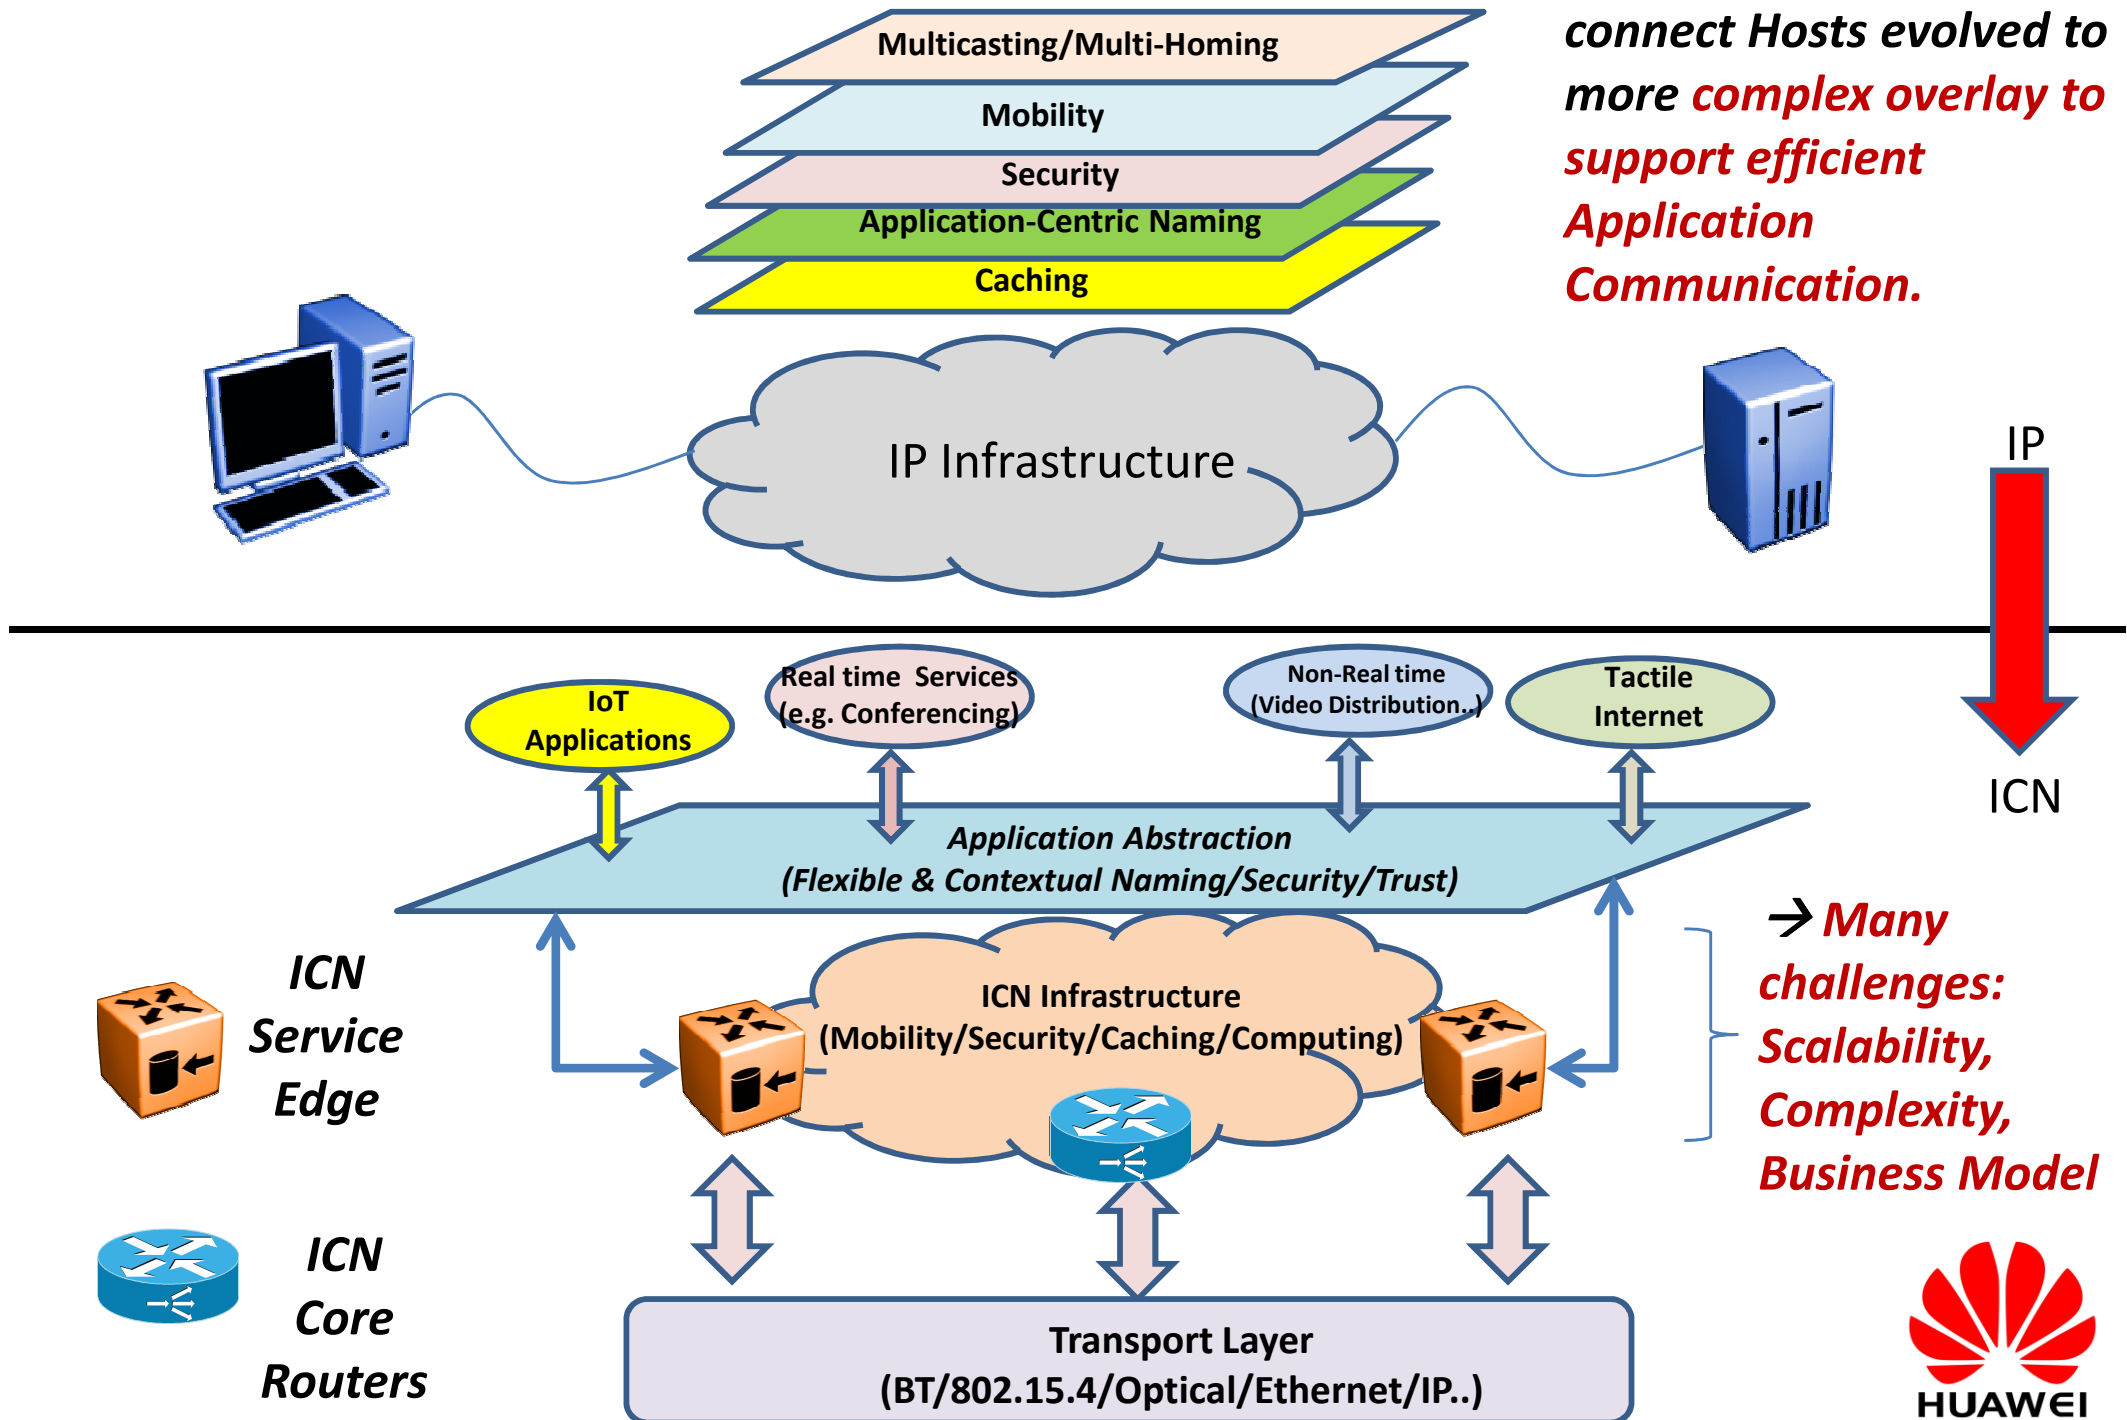 Multicasting/Multi-Homing
Mobility
Security
Application-Centric Naming
Caching
connect Hosts evolved to
more complex overlay to
support efficient
Application
Communication.
IP Infrastructure
IP
ICN
IoT
Applications
Real time Services
(e.g. Conferencing)
Non-Real time
(Video Distribution..)
Tactile
Internet
Application Abstraction
(Flexible & Contextual Naming/Security/Trust)
ICN Infrastructure
(Mobility/Security/Caching/Computing)
ICN
Service
Edge
→ Many
challenges:
Scalability,
Complexity,
Business Model
ICN
Core
Routers
Transport Layer
(BT/802.15.4/Optical/Ethernet/IP..)
HUAWEI